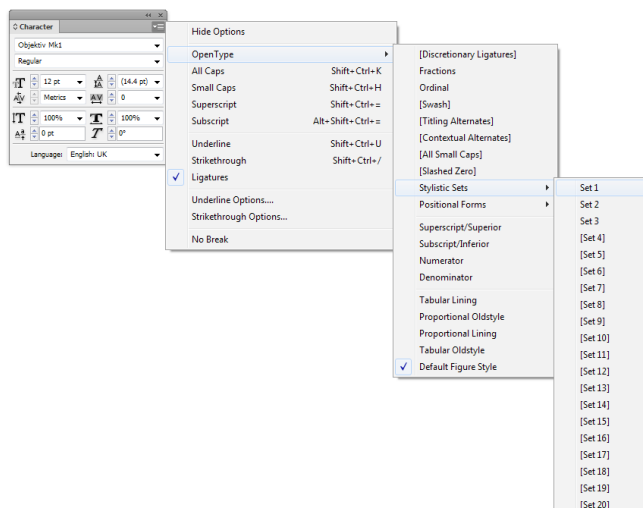 Character
Objektiv Mk1
Regular
12 pt
(14.4 pt)
Metrics
0
100%
100%
0 pt
0°
Language: English: UK
Hide Options
OpenType
All Caps Shift+Ctrl+K
Small Caps Shift+Ctrl+H
Superscript Shift+Ctrl+=
Subscript Alt+Shift+Ctrl+=
Underline Shift+Ctrl+U
Strikethrough Shift+Ctrl+/
Ligatures
Underline Options....
Strikethrough Options...
No Break
[Discretionary Ligatures]
Fractions
Ordinal
[Swash]
[Titling Alternates]
[Contextual Alternates]
[All Small Caps]
[Slashed Zero]
Stylistic Sets
Positional Forms
Superscript/Superior
Subscript/Inferior
Numerator
Denominator
Tabular Lining
Proportional Oldstyle
Proportional Lining
Tabular Oldstyle
Default Figure Style
Set 1
Set 2
Set 3
[Set 4]
[Set 5]
[Set 6]
[Set 7]
[Set 8]
[Set 9]
[Set 10]
[Set 11]
[Set 12]
[Set 13]
[Set 14]
[Set 15]
[Set 16]
[Set 17]
[Set 18]
[Set 19]
[Set 20]